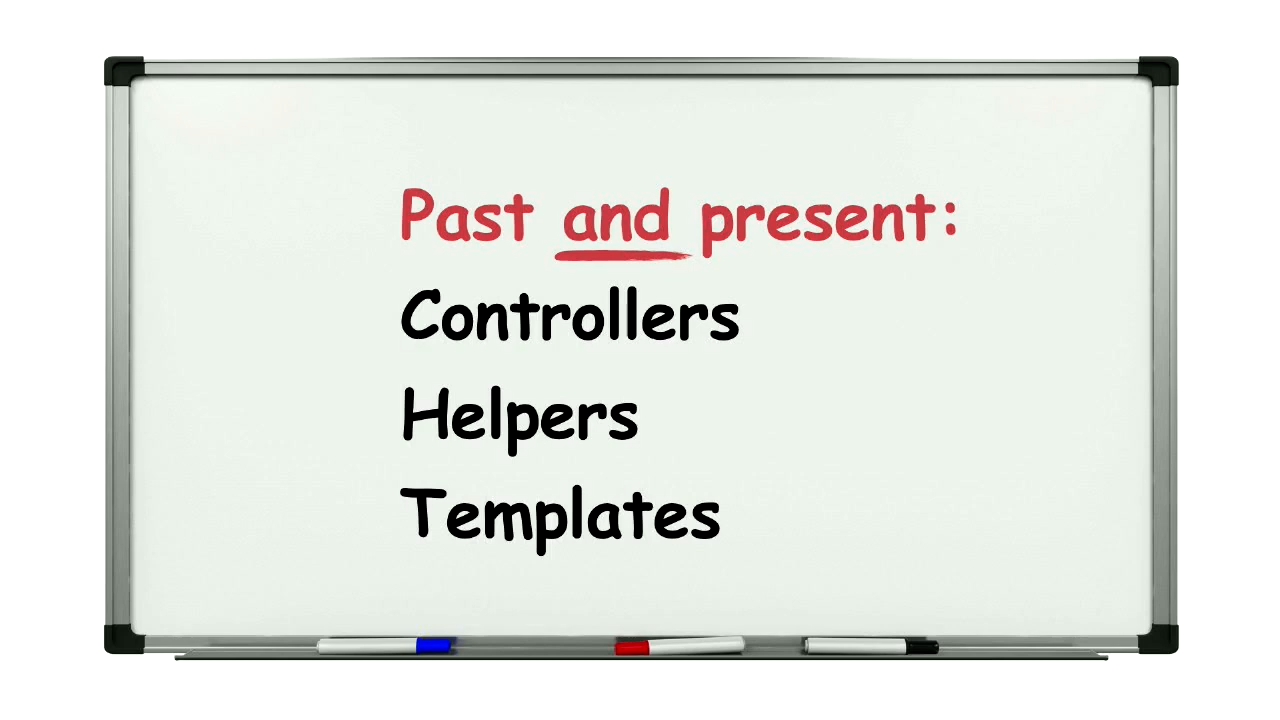 Past and present:
Controllers
Helpers
Templates